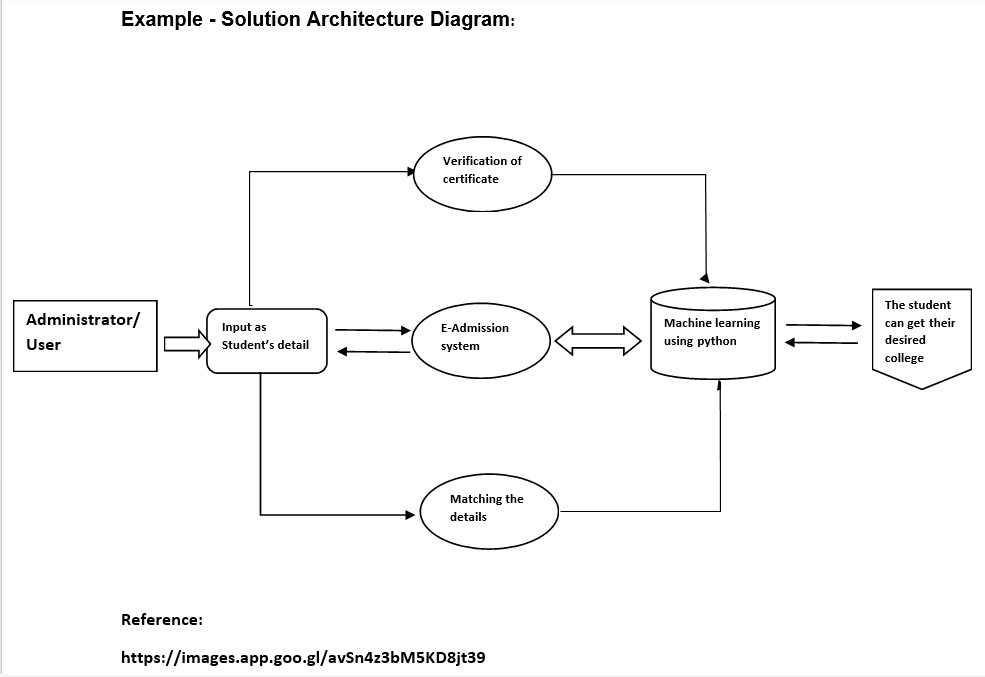 Example - Solution Architecture Diagram:
Verification of
certificate
Administrator/
User
Input as
Student's detail
E-Admission
system
Machine learning
using python
The student
can get their
desired
college
Matching the
details
Reference:
https://images.app.goo.gl/avSn4z3bM5KD8jt39